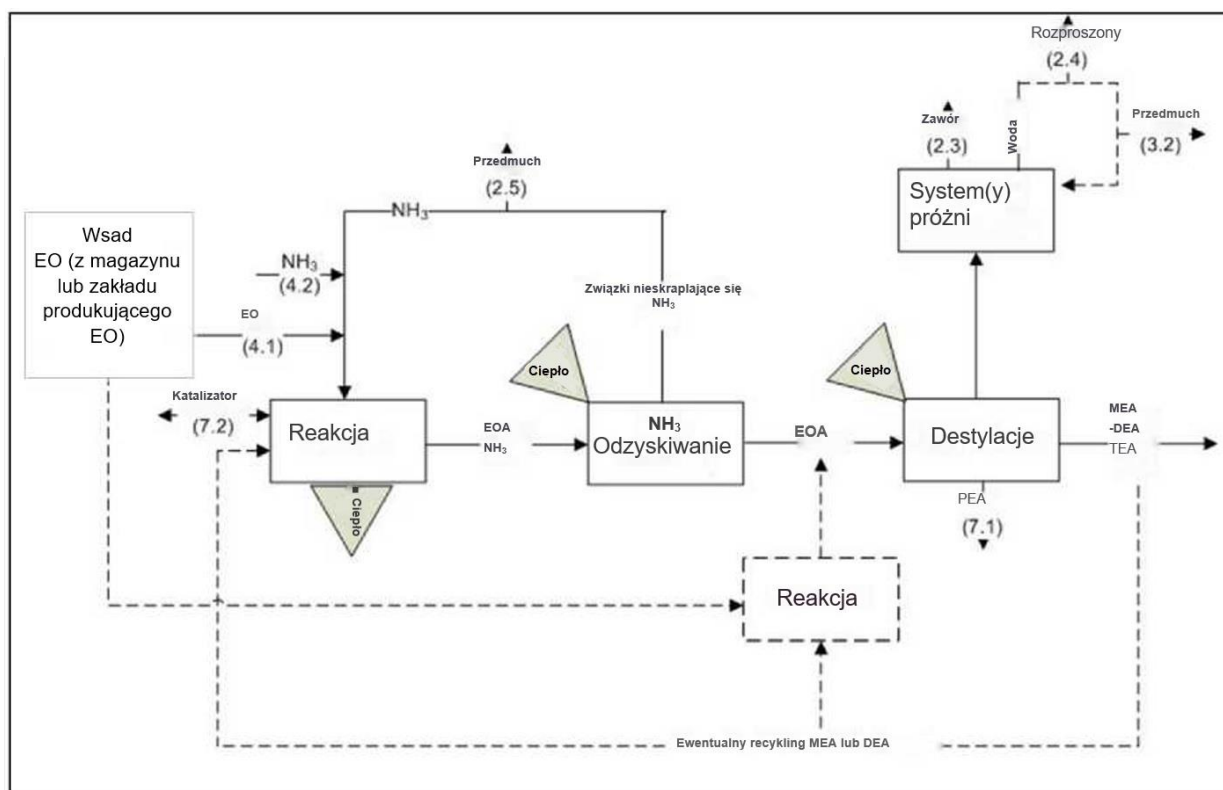 Rozproszony
(2.4)
Zawór
(2.3)
Woda
Przedmuch
(3.2)
Przedmuch
(2.5)
System(y)
próżni
NH₃
Wsad
EO (z magazynu
lub zakładu
produkującego
EO)
NH₃
(4.2)
Związki nieskraplające się
NH₃
EO
(4.1)
Ciepło
Ciepło
Katalizator
(7.2)
Reakcja
EOA
NH₃
NH₃
Odzyskiwanie
EOA
Destylacje
MEA
-DEA
TEA
Ciepło
PEA
(7.1)
Reakcja
Ewentualny recykling MEA lub DEA